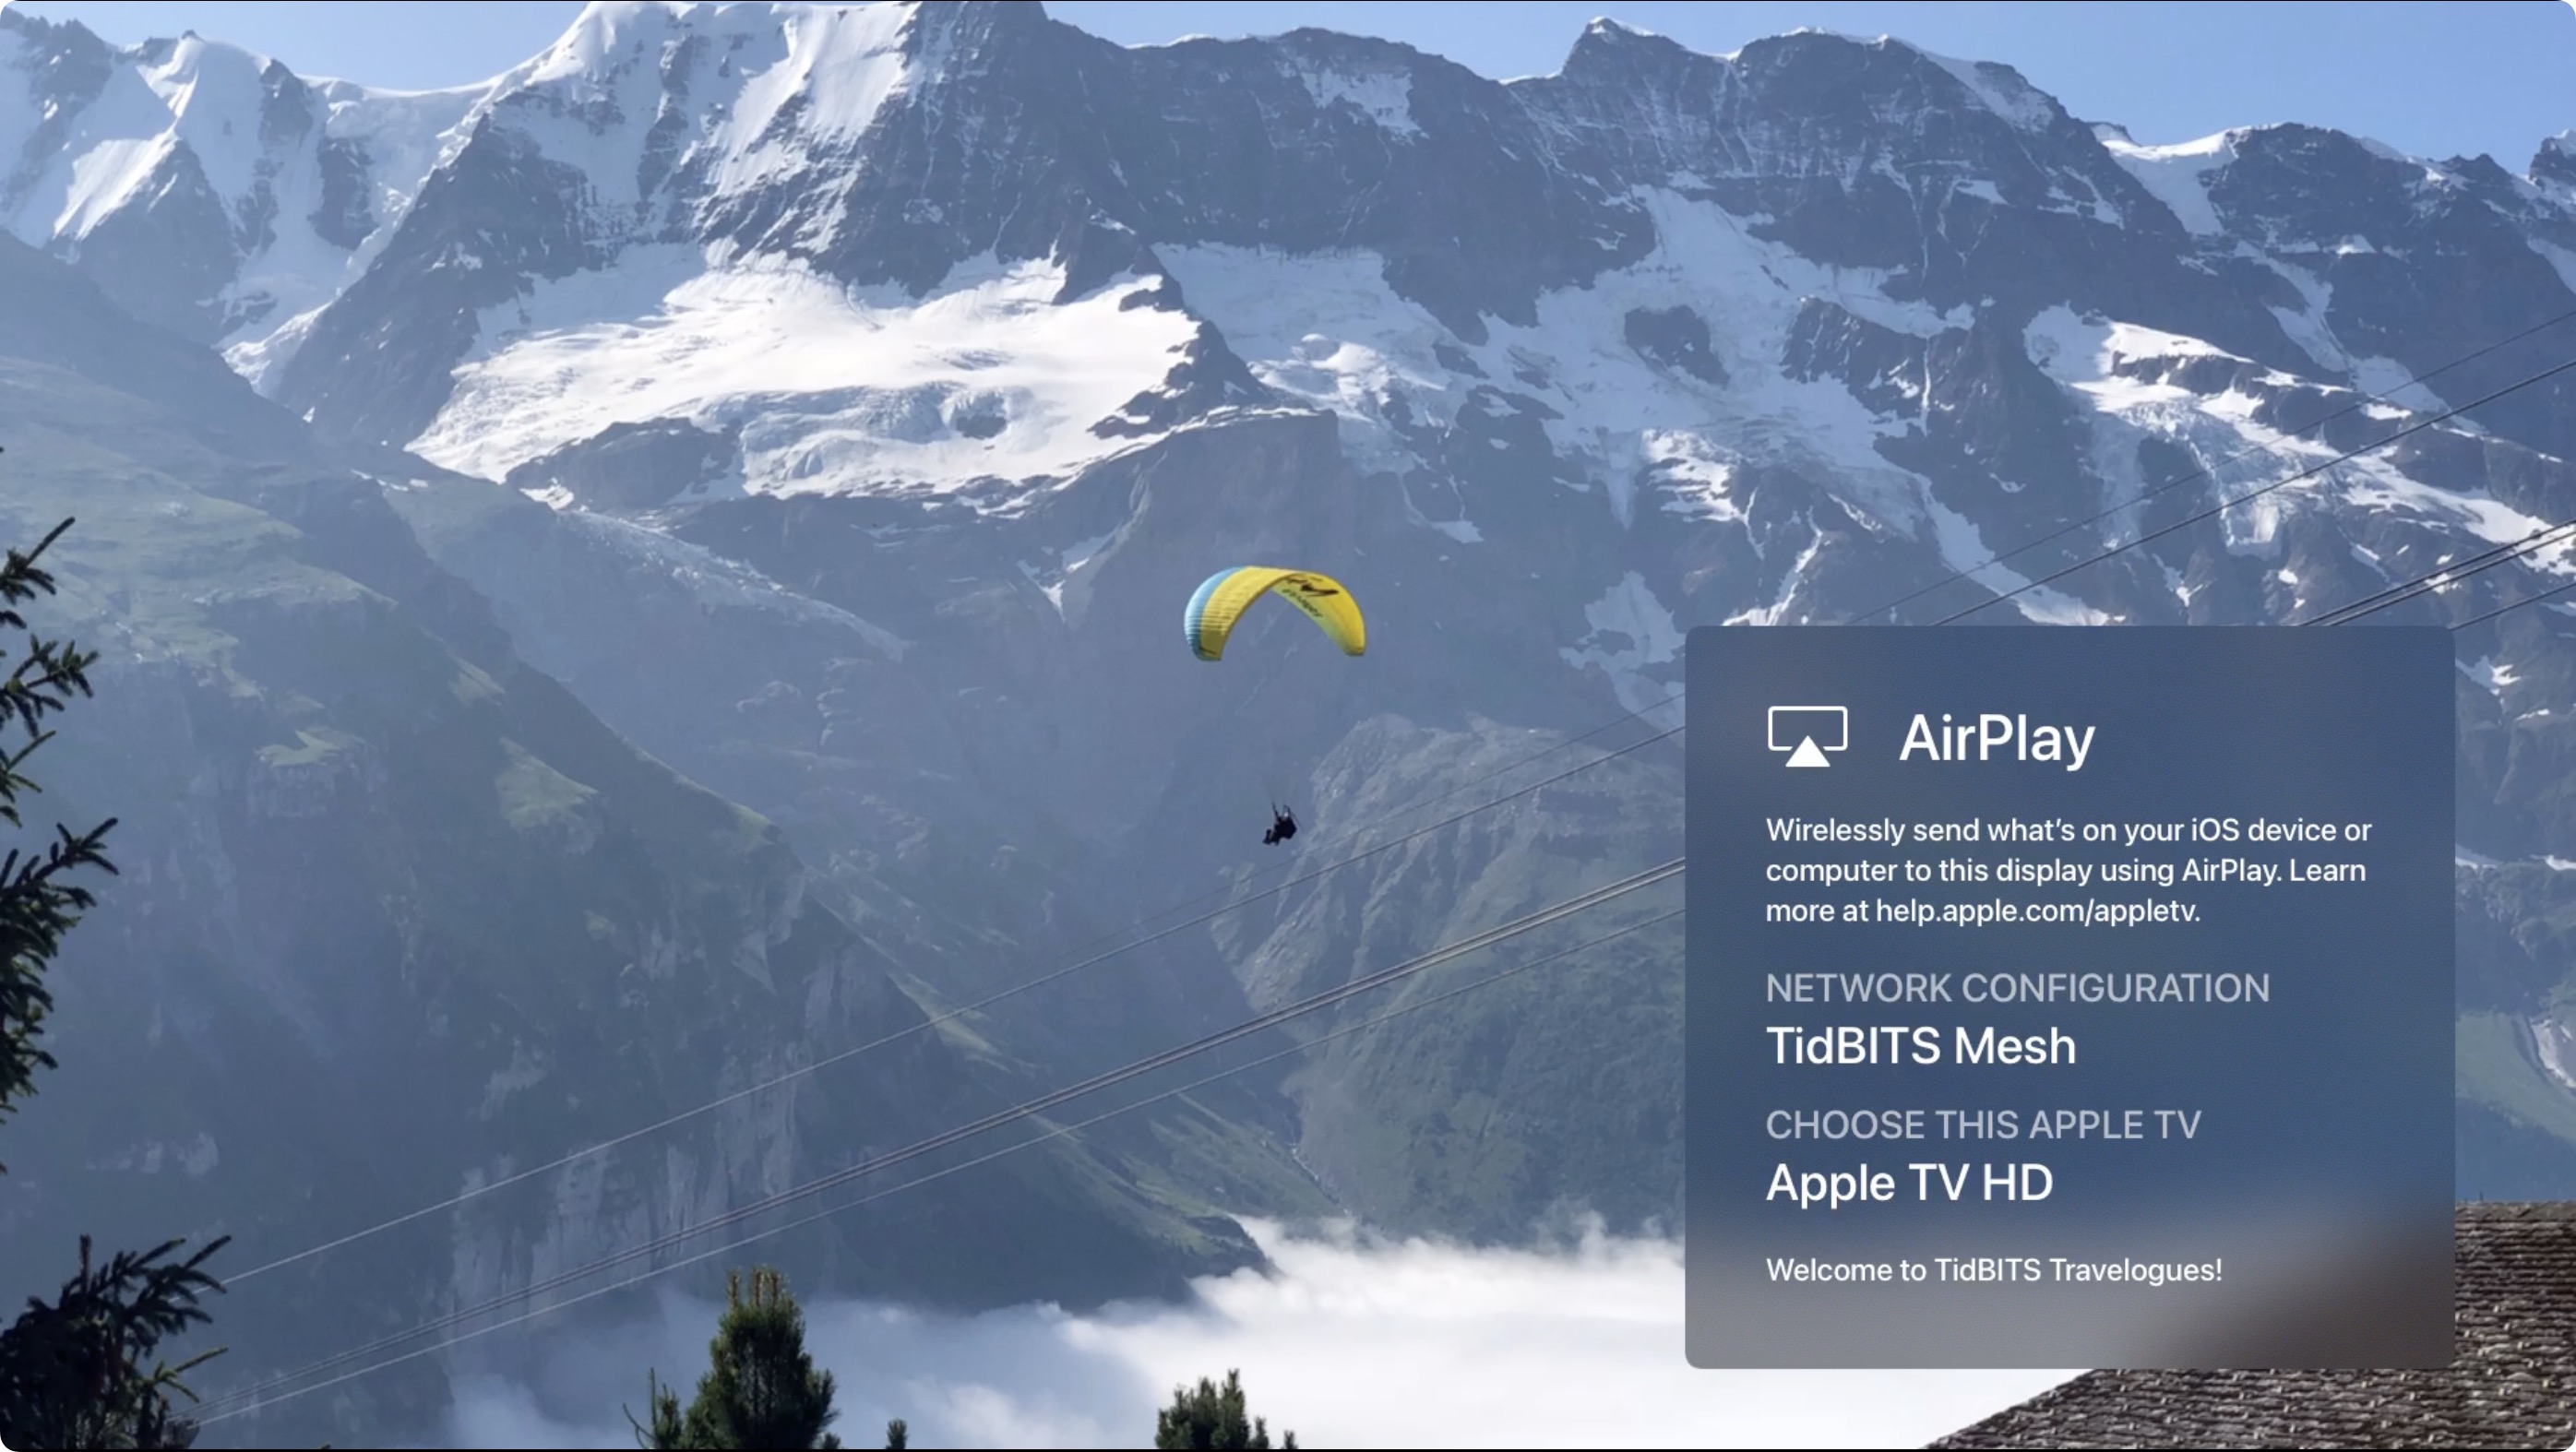 AirPlay
Wirelessly send what's on your iOS device or
computer to this display using AirPlay. Learn
more at help.apple.com/appletv.
NETWORK CONFIGURATION
TidBITS Mesh
CHOOSE THIS APPLE TV
Apple TV HD
Welcome to TidBITS Travelogues!